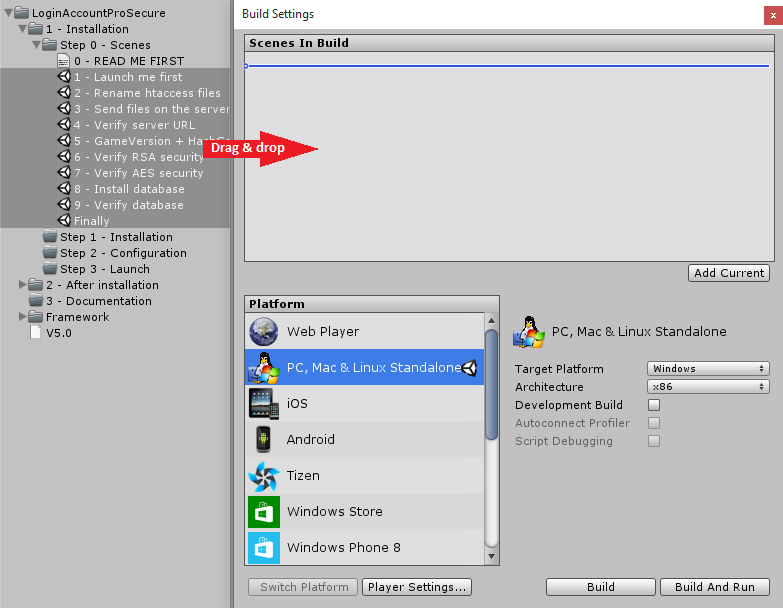 LoginAccountProSecure
1 - Installation
Step 0 - Scenes
0 - READ ME FIRST
1 - Launch me first
2 - Rename htaccess files
3 - Send files on the server
4 - Verify server URL
5 - GameVersion + Hash
6 - Verify RSA security
7 - Verify AES security
8 - Install database
9 - Verify database
Finally
Step 1 - Installation
Step 2 - Configuration
Step 3 - Launch
2 - After installation
3 - Documentation
Framework
V5.0
Drag & drop
Build Settings
x
Scenes In Build
Add Current
Platform
Web Player
PC, Mac & Linux Standalone
iOS
Android
Tizen
Windows Store
Windows Phone 8
Switch Platform
Player Settings...
PC, Mac & Linux Standalone
Target Platform Windows
Architecture x86
Development Build
Autoconnect Profiler
Script Debugging
Build
Build And Run